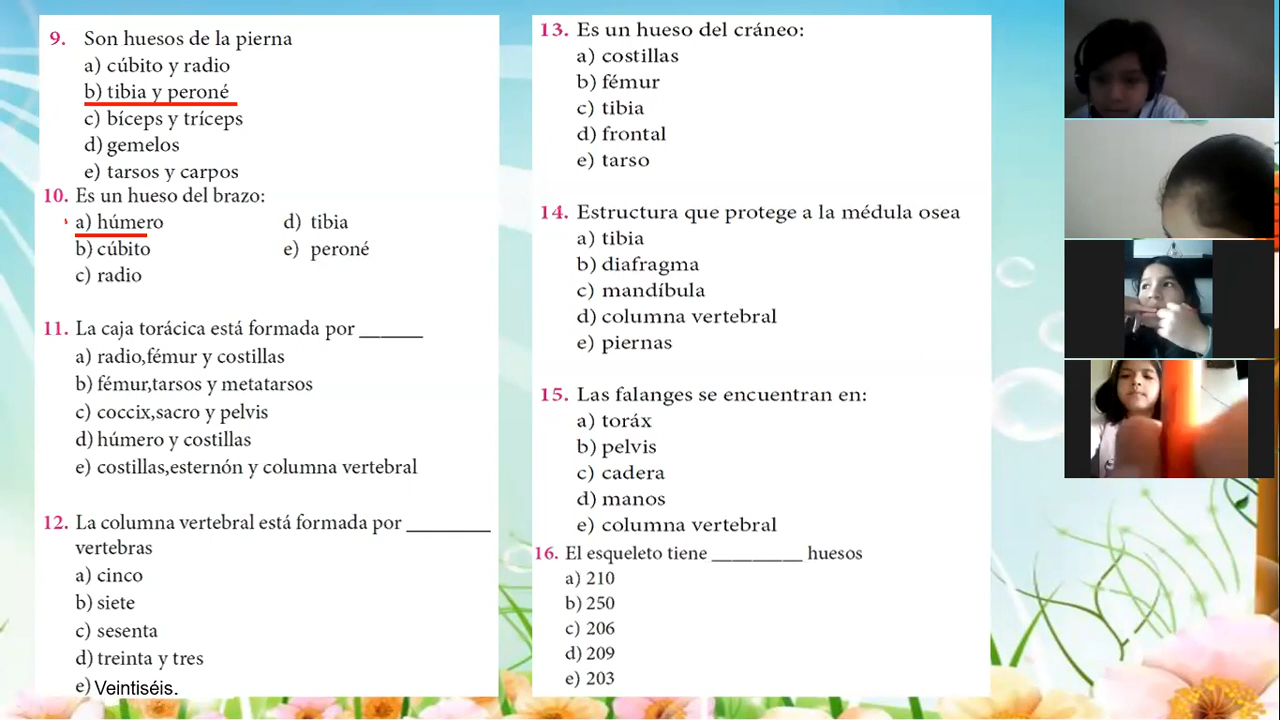 9. Son huesos de la pierna
a) cúbito y radio
b) tibia y peroné
c) bíceps y tríceps
d) gemelos
e) tarsos y carpos
10. Es un hueso del brazo:
a) húmero d) tibia
b) cúbito e) peroné
c) radio
11. La caja torácica está formada por ______
a) radio,fémur y costillas
b) fémur,tarsos y metatarsos
c) coccix,sacro y pelvis
d) húmero y costillas
e) costillas,esternón y columna vertebral
12. La columna vertebral está formada por ________
vertebras
a) cinco
b) siete
c) sesenta
d) treinta y tres
e) Veintiséis.
13. Es un hueso del cráneo:
a) costillas
b) fémur
c) tibia
d) frontal
e) tarso
14. Estructura que protege a la médula osea
a) tibia
b) diafragma
c) mandíbula
d) columna vertebral
e) piernas
15. Las falanges se encuentran en:
a) toráx
b) pelvis
c) cadera
d) manos
e) columna vertebral
16. El esqueleto tiene _________ huesos
a) 210
b) 250
c) 206
d) 209
e) 203